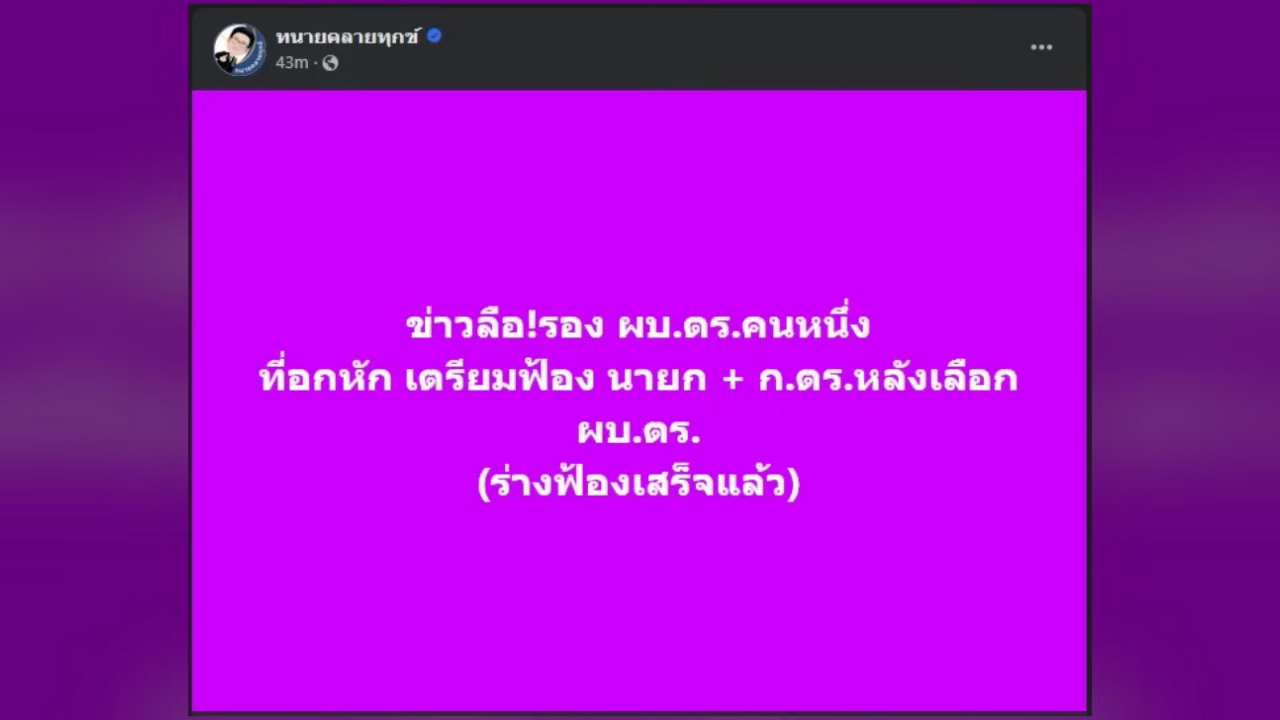 ทนายคลายทุกข์
43m ·
ข่าวลือ!รอง ผบ.ตร.คนหนึ่ง
ที่อกหัก เตรียมฟ้อง นายก + ก.ตร.หลังเลือก
ผบ.ตร.
(ร่างฟ้องเสร็จแล้ว)